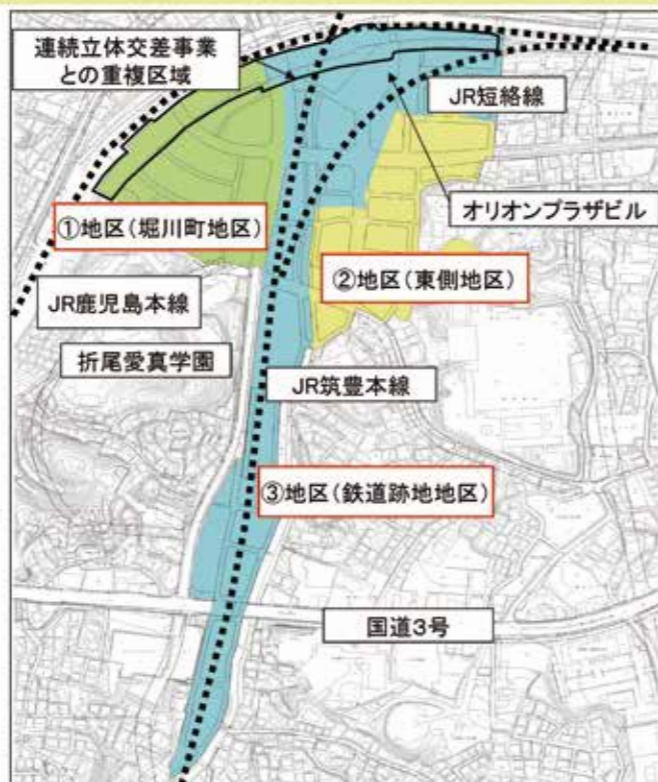 連続立体交差事業
との重複区域
JR短絡線
オリオンプラザビル
①地区(堀川町地区)
②地区(東側地区)
JR鹿児島本線
折尾愛真学園
JR筑豊本線
③地区(鉄道跡地地区)
国道3号